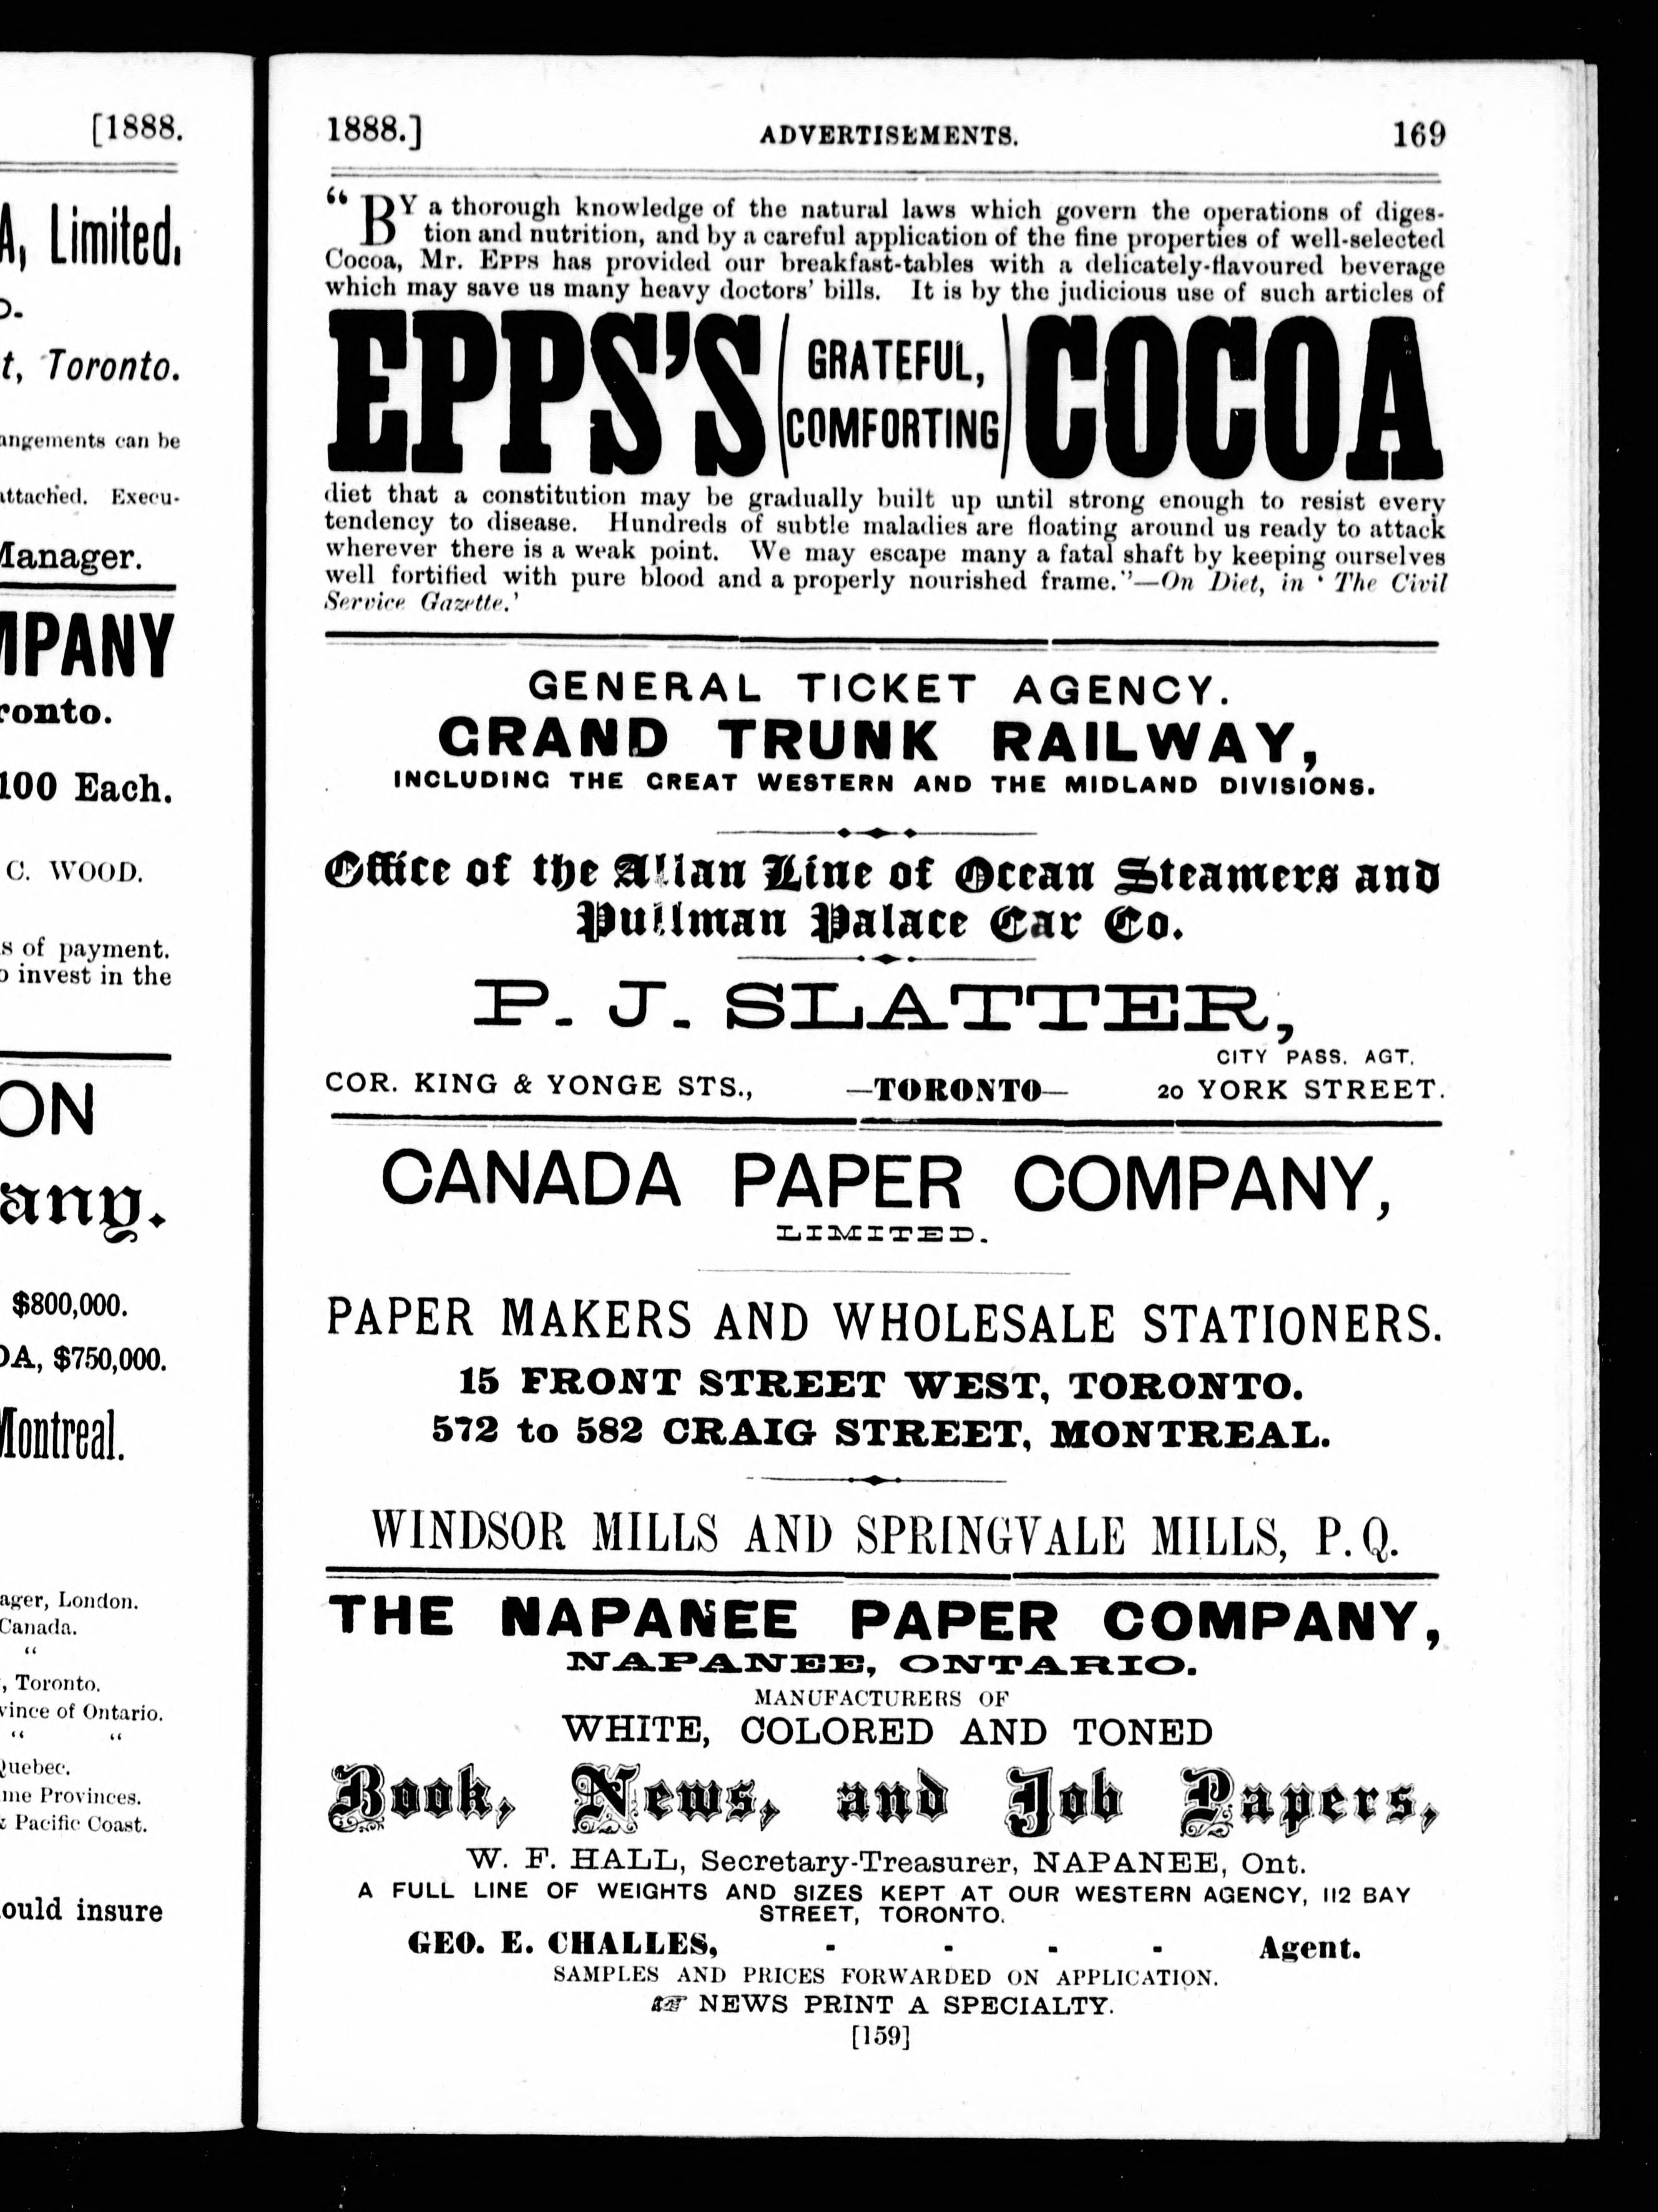 [1888.
A, Limited,
t, Toronto.
angements can be
attached. Execu-
Manager.
MPANY
ronto.
100 Each.
C. WOOD.
s of payment.
o invest in the
ON
any.
$800,000.
DA, $750,000.
Montreal.
ager, London.
Canada.
“
, Toronto.
vince of Ontario.
“ “
Quebec.
me Provinces.
& Pacific Coast.
ould insure
1888.] ADVERTISEMENTS. 169
“ BY a thorough knowledge of the natural laws which govern the operations of diges-
tion and nutrition, and by a careful application of the fine properties of well-selected
Cocoa, Mr. EPPS has provided our breakfast-tables with a delicately-flavoured beverage
which may save us many heavy doctors’ bills. It is by the judicious use of such articles of
EPPS’S (GRATEFUL, COMFORTING) COCOA
diet that a constitution may be gradually built up until strong enough to resist every
tendency to disease. Hundreds of subtle maladies are floating around us ready to attack
wherever there is a weak point. We may escape many a fatal shaft by keeping ourselves
well fortified with pure blood and a properly nourished frame.”—On Diet, in ‘ The Civil
Service Gazette.’
GENERAL TICKET AGENCY.
GRAND TRUNK RAILWAY,
INCLUDING THE GREAT WESTERN AND THE MIDLAND DIVISIONS.
Office of the Allan Line of Ocean Steamers and
Pullman Palace Car Co.
P. J. SLATTER,
CITY PASS. AGT.
COR. KING & YONGE STS., —TORONTO— 20 YORK STREET.
CANADA PAPER COMPANY,
LIMITED.
PAPER MAKERS AND WHOLESALE STATIONERS.
15 FRONT STREET WEST, TORONTO.
572 to 582 CRAIG STREET, MONTREAL.
WINDSOR MILLS AND SPRINGVALE MILLS, P.Q.
THE NAPANEE PAPER COMPANY,
NAPANEE, ONTARIO.
MANUFACTURERS OF
WHITE, COLORED AND TONED
Book, News, and Job Papers,
W. F. HALL, Secretary-Treasurer, NAPANEE, Ont.
A FULL LINE OF WEIGHTS AND SIZES KEPT AT OUR WESTERN AGENCY, 112 BAY
STREET, TORONTO.
GEO. E. CHALLES, - - - - Agent.
SAMPLES AND PRICES FORWARDED ON APPLICATION.
☞ NEWS PRINT A SPECIALTY.
[159]